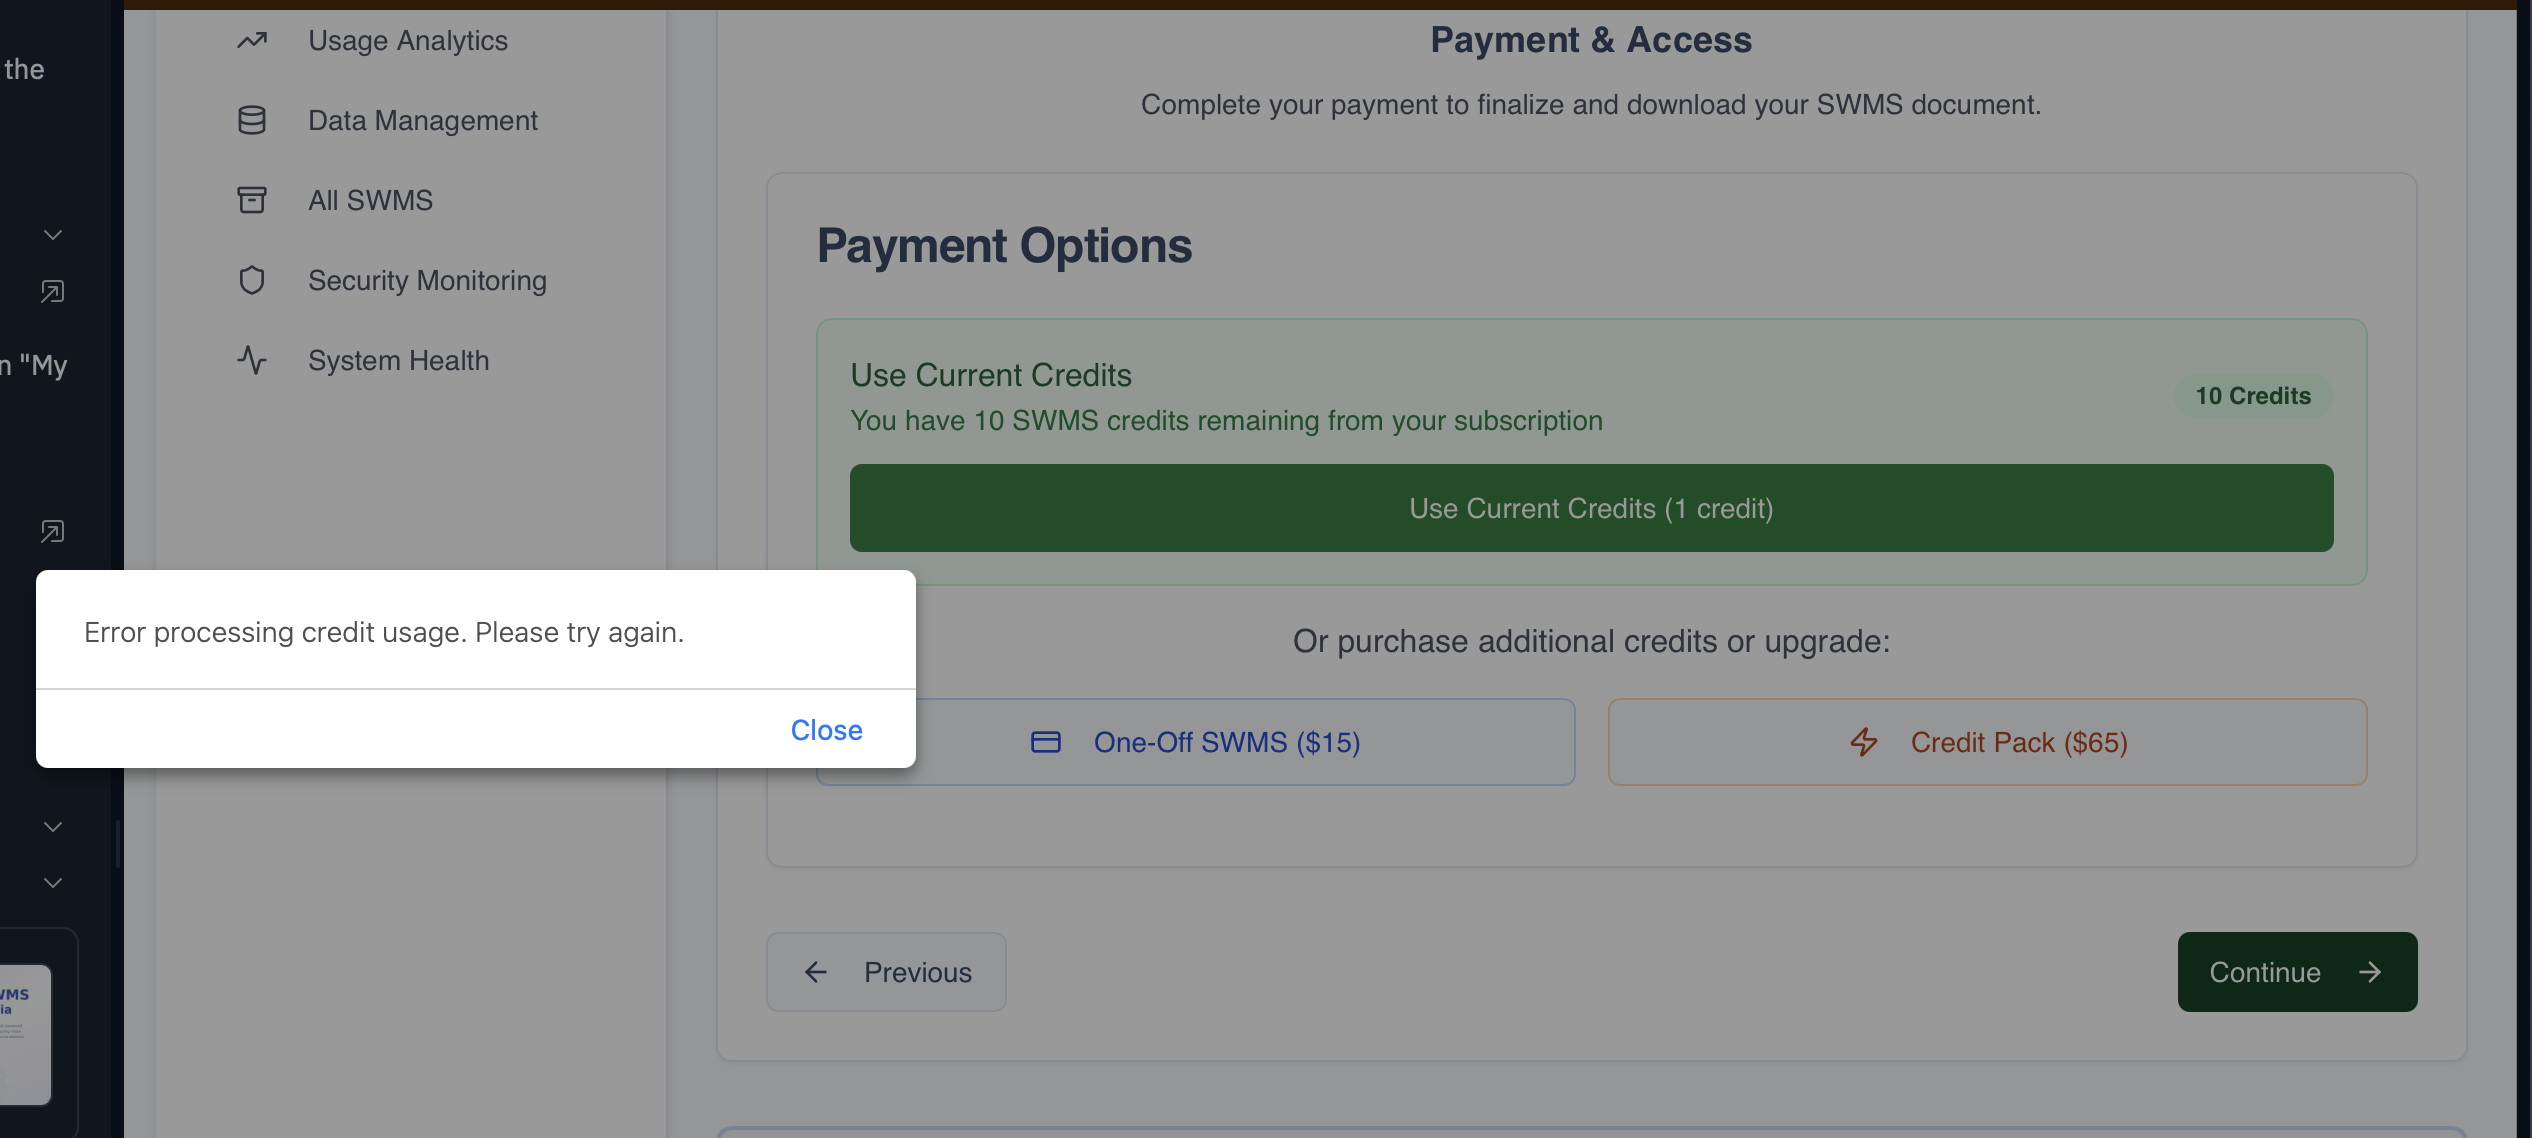 the
n "My
Usage Analytics
Data Management
All SWMS
Security Monitoring
System Health
Payment & Access
Complete your payment to finalize and download your SWMS document.
Payment Options
Use Current Credits
You have 10 SWMS credits remaining from your subscription
10 Credits
Use Current Credits (1 credit)
Error processing credit usage. Please try again.
Close
Or purchase additional credits or upgrade:
One-Off SWMS ($15)
Credit Pack ($65)
Previous
Continue
WMS
ia